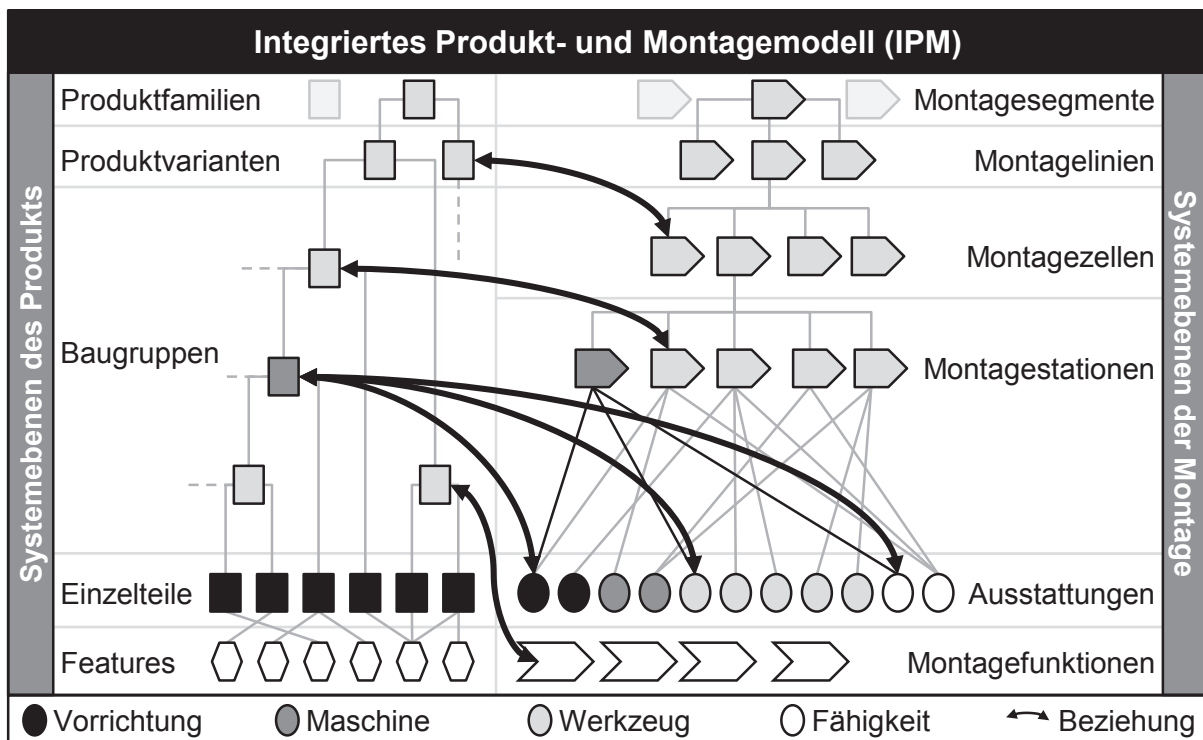 Integriertes Produkt- und Montagemodell (IPM)
Systemebenen des Produkts
Produktfamilien
Montagesegmente
Produktvarianten
Montagelinien
Montagezellen
Baugruppen
Montagestationen
Einzelteile
Ausstattungen
Features
Montagefunktionen
Systemebenen der Montage
Vorrichtung
Maschine
Werkzeug
Fähigkeit
Beziehung